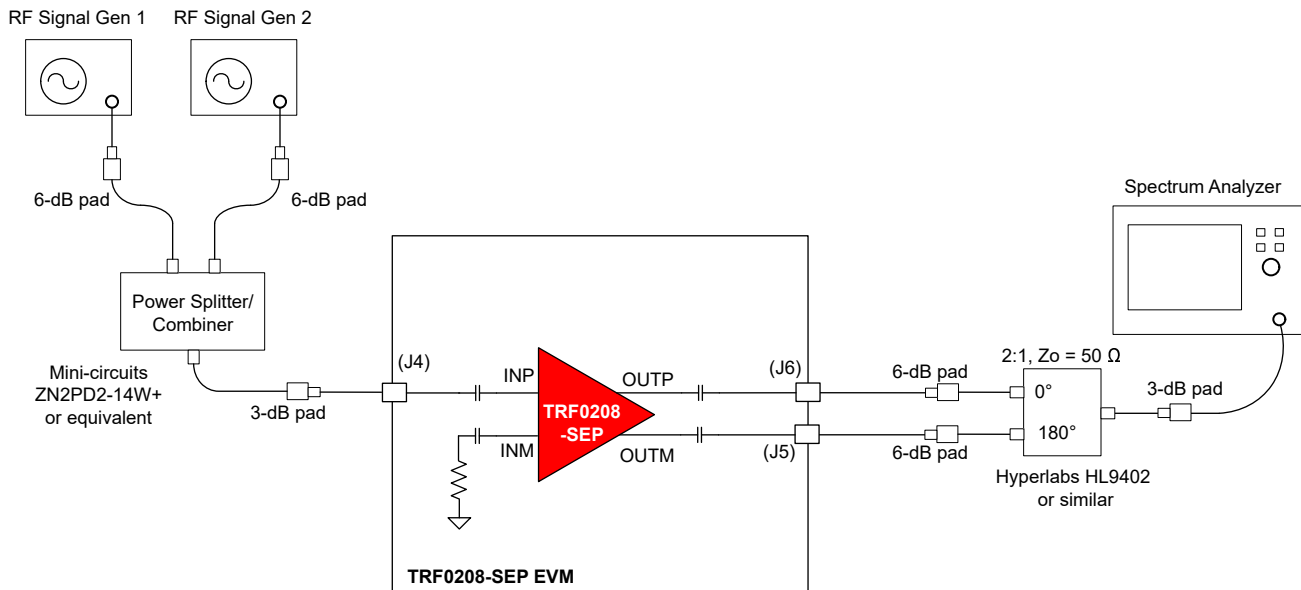 RF Signal Gen 1
RF Signal Gen 2
6-dB pad
6-dB pad
Power Splitter/
Combiner
Mini-circuits
ZN2PD2-14W+
or equivalent
3-dB pad
(J4)
INP
INM
TRF0208
-SEP
OUTP
OUTM
(J6)
(J5)
TRF0208-SEP EVM
6-dB pad
6-dB pad
2:1, Zo = 50 Ω
0°
180°
Hyperlabs HL9402
or similar
3-dB pad
Spectrum Analyzer